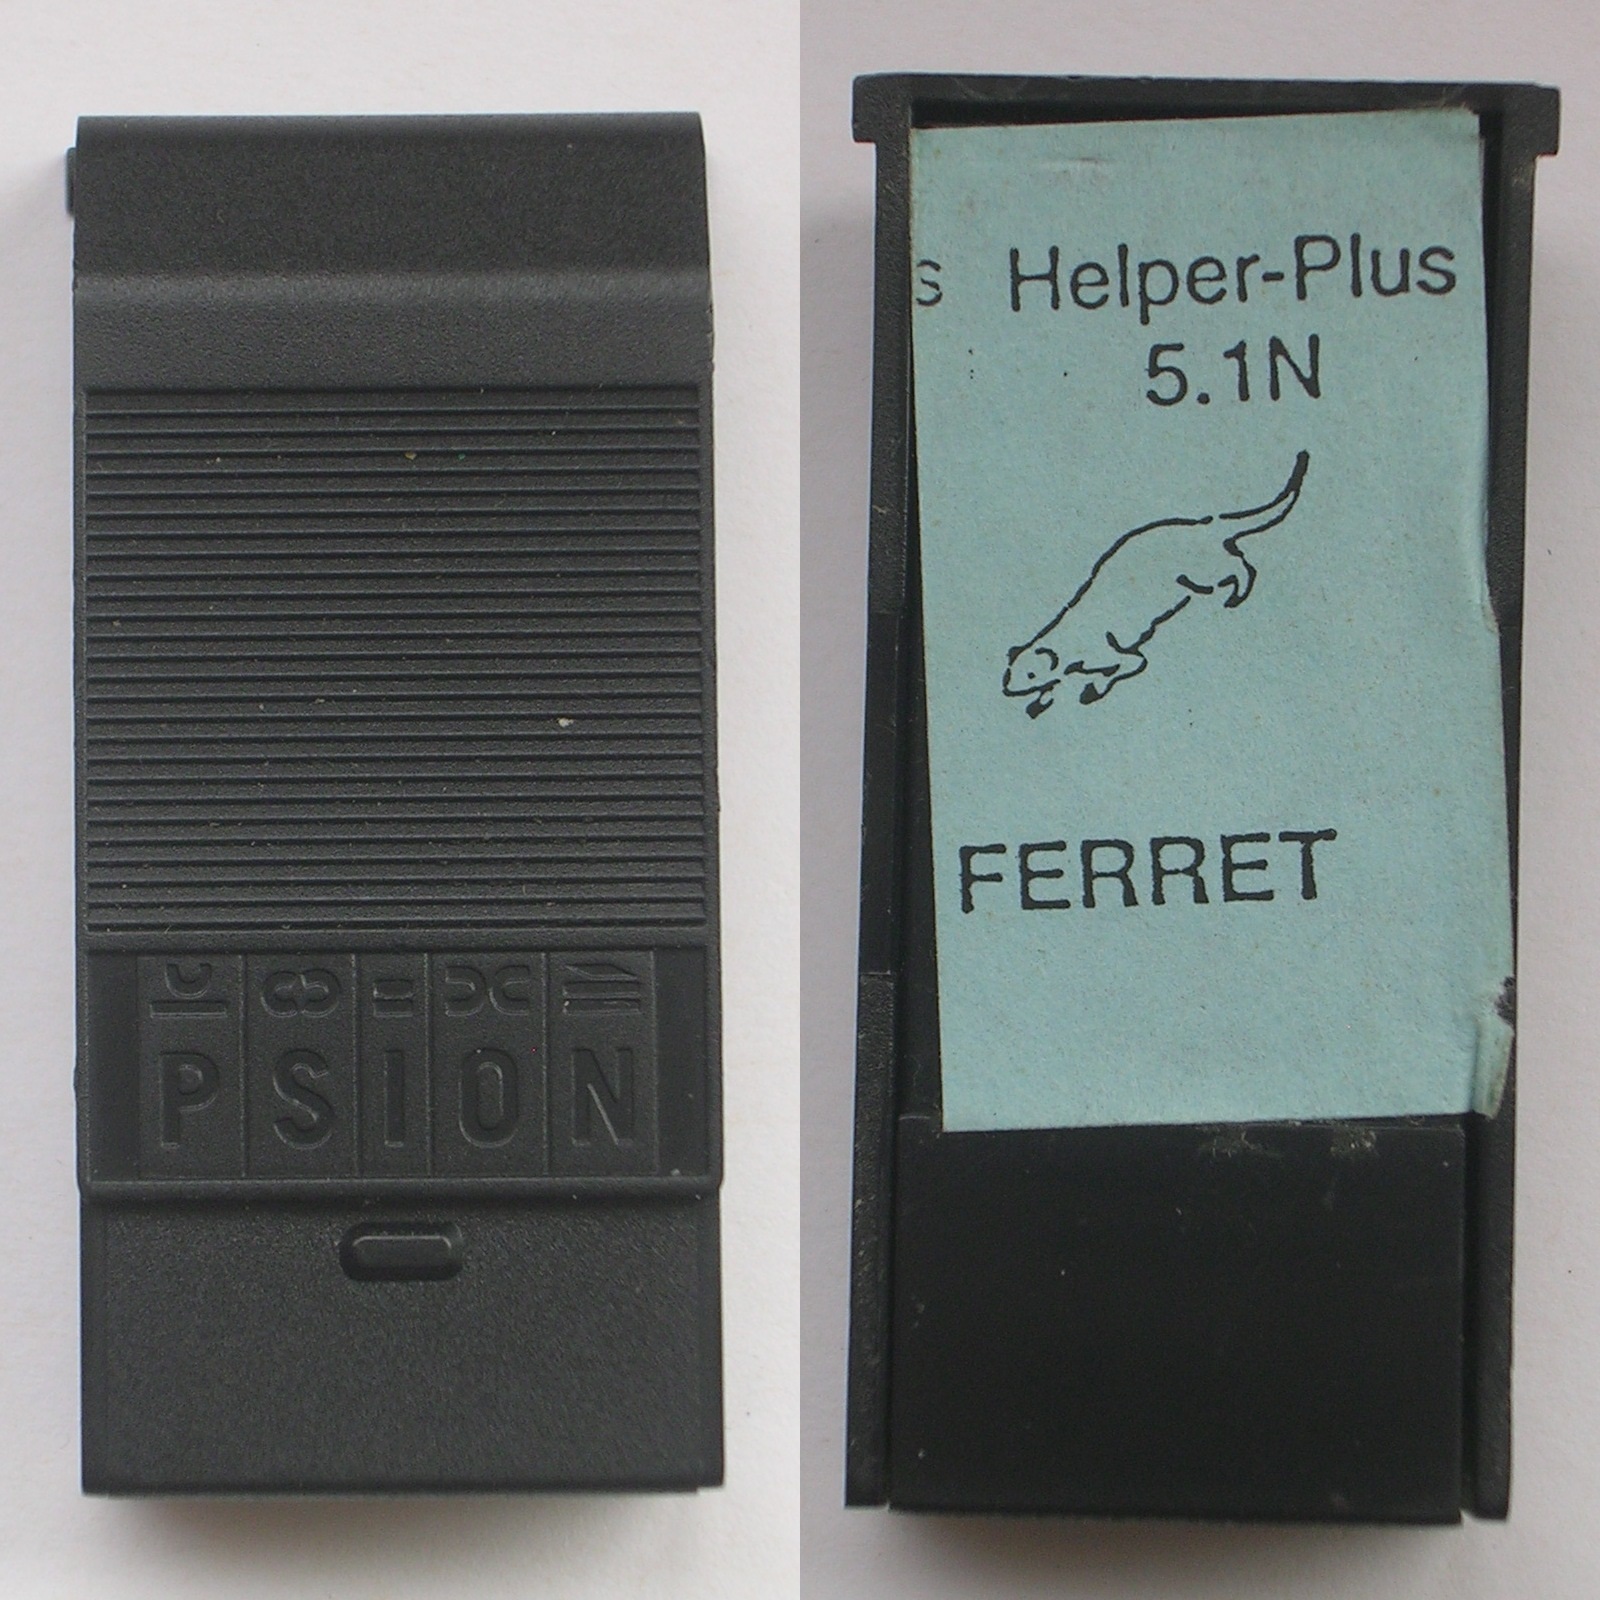 PSION
s Helper-Plus
5.1N
FERRET